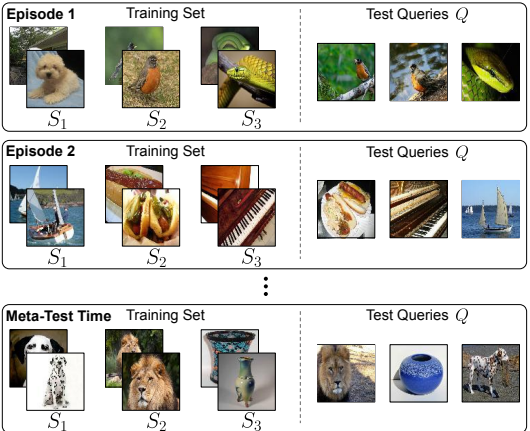 Episode 1 Training Set Test Queries Q
S1 S2 S3
Episode 2 Training Set Test Queries Q
S1 S2 S3
Meta-Test Time Training Set Test Queries Q
S1 S2 S3